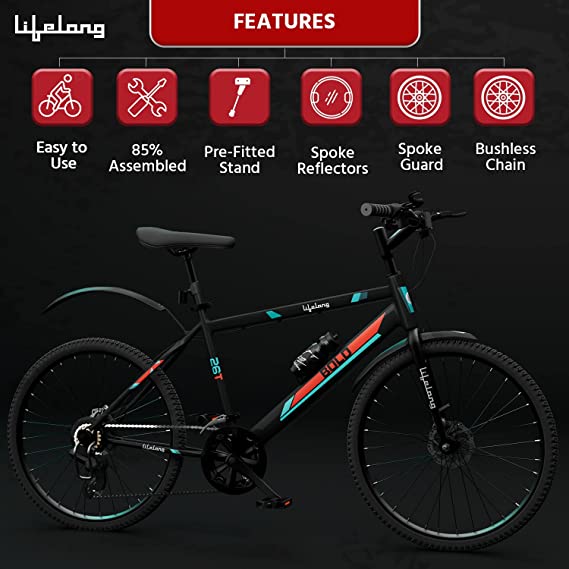 Lifelong
FEATURES
Easy to
Use
85%
Assembled
Pre-Fitted
Stand
Spoke
Reflectors
Spoke
Guard
Bushless
Chain
Lifelong
BOLD
26T
Lifelong
Lifelong